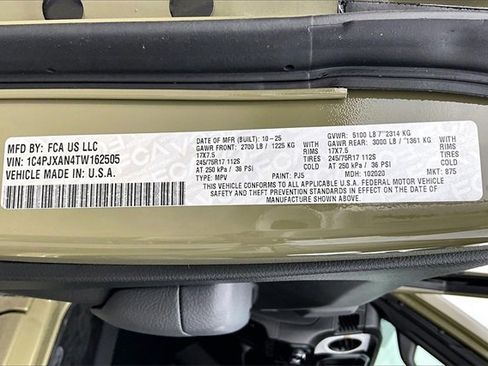 MFD BY: FCA US LLC
VIN: 1C4PJXAN4TW162505
VEHICLE MADE IN: U.S.A.
DATE OF MFR (BUILT): 10-25 GVWR: 5100 LB / 2314 KG
GAWR FRONT: 2700 LB / 1225 KG WITH GAWR REAR: 3000 LB / 1361 KG WITH
17X7.5 RIMS 17X7.5 RIMS
245/75R17 112S TIRES 245/75R17 112S TIRES
AT 250 kPa / 36 PSI COLD AT 250 kPa / 36 PSI COLD
TYPE: MPV PAINT: PJ5 MDH: 102020 MKT: 875
THIS VEHICLE CONFORMS TO ALL APPLICABLE U.S.A. FEDERAL MOTOR VEHICLE
SAFETY AND THEFT PREVENTION STANDARDS IN EFFECT ON THE DATE OF
MANUFACTURE SHOWN ABOVE.